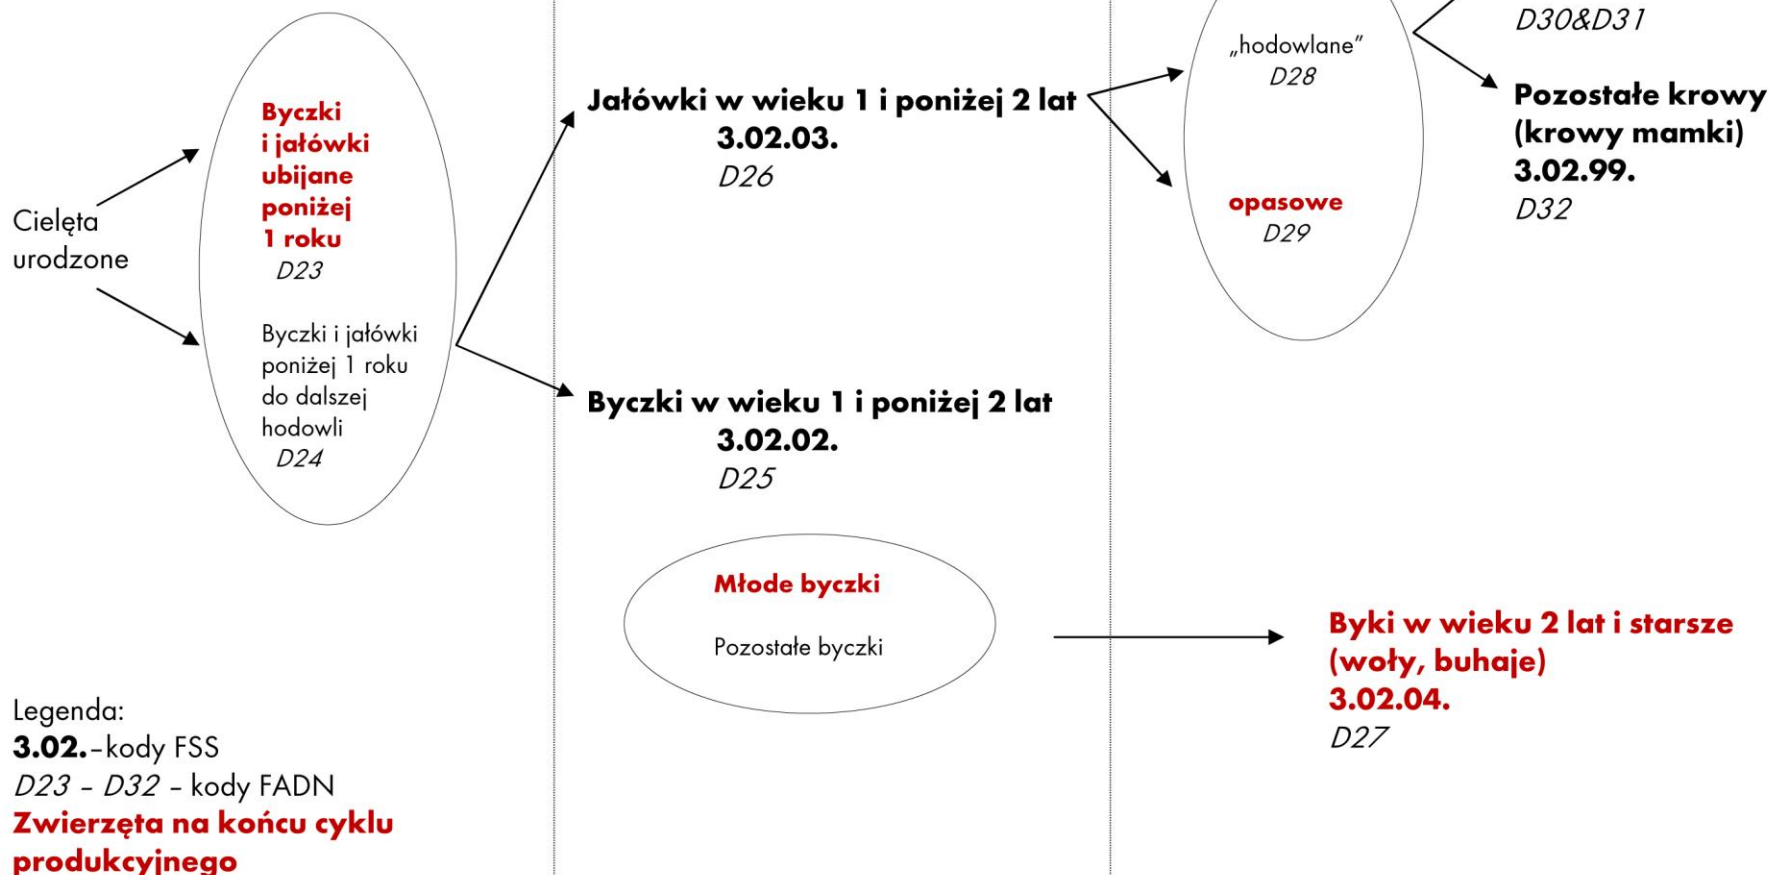 Cielęta
urodzone
Byczki
i jałówki
ubijane
poniżej
1 roku
D23
Byczki i jałówki
poniżej 1 roku
do dalszej
hodowli
D24
Jałówki w wieku 1 i poniżej 2 lat
3.02.03.
D26
Byczki w wieku 1 i poniżej 2 lat
3.02.02.
D25
Młode byczki
Pozostałe byczki
„hodowlane”
D28
opasowe
D29
D30&D31
Pozostałe krowy
(krowy mamki)
3.02.99.
D32
Byki w wieku 2 lat i starsze
(woły, buhaje)
3.02.04.
D27
Legenda:
3.02.–kody FSS
D23 – D32 – kody FADN
Zwierzęta na końcu cyklu
produkcyjnego